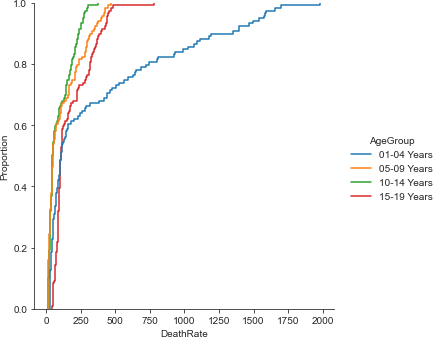 1.0
0.8
0.6
0.4
0.2
0.0
Proportion
0 250 500 750 1000 1250 1500 1750 2000
DeathRate
AgeGroup
01-04 Years
05-09 Years
10-14 Years
15-19 Years